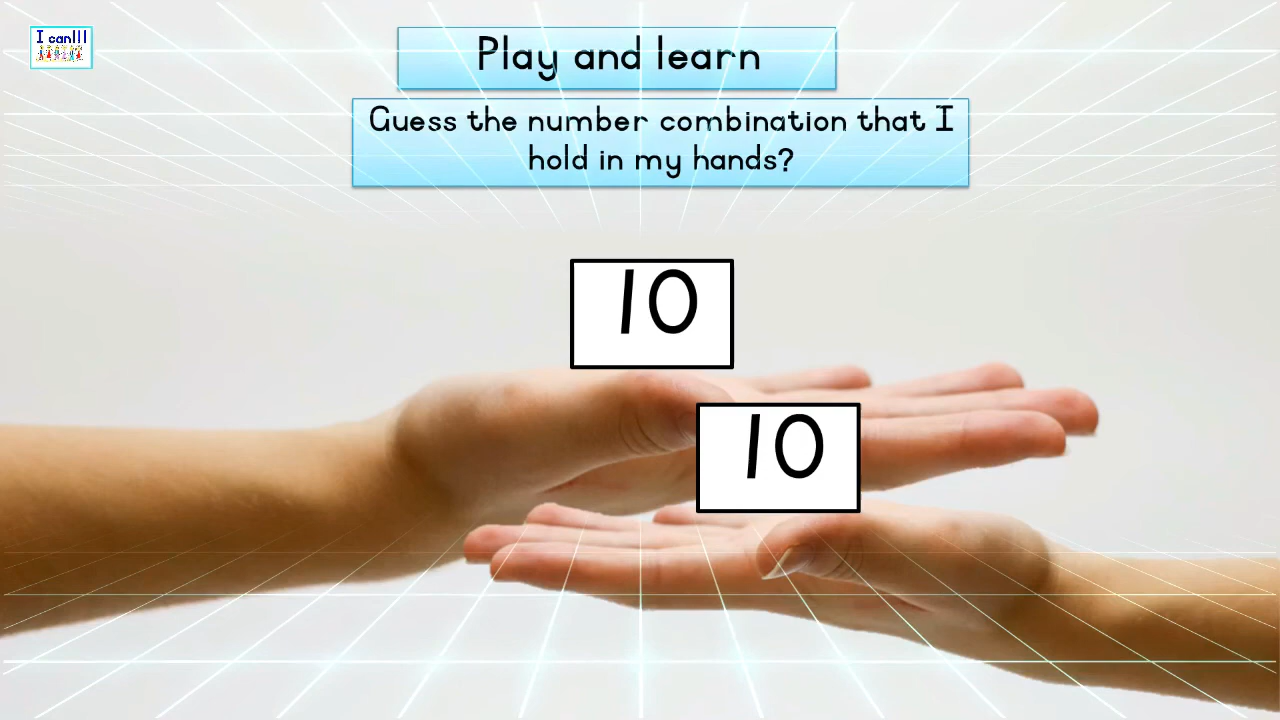 I can!!!
Play and learn
Guess the number combination that I
hold in my hands?
10
10